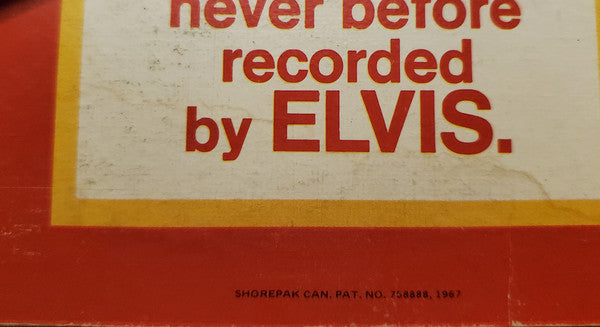 never before
recorded
by ELVIS.
SHOREPAK CAN. PAT. NO. 758888, 1967